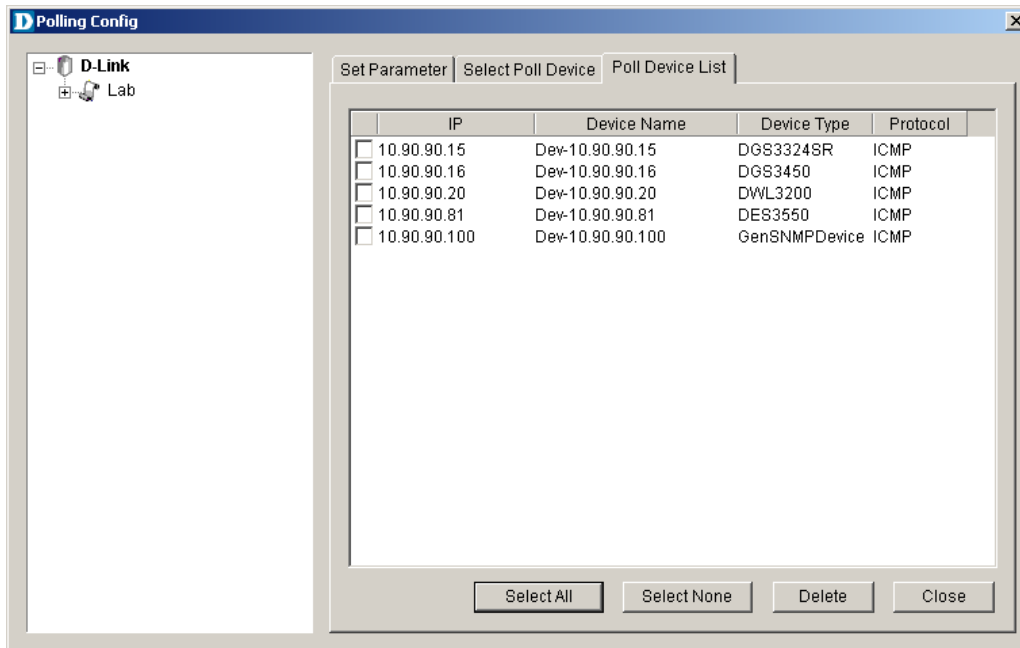 D Polling Config
D-Link
Lab
Set Parameter Select Poll Device Poll Device List
IP Device Name Device Type Protocol
10.90.90.15 Dev-10.90.90.15 DGS3324SR ICMP
10.90.90.16 Dev-10.90.90.16 DGS3450 ICMP
10.90.90.20 Dev-10.90.90.20 DWL3200 ICMP
10.90.90.81 Dev-10.90.90.81 DES3550 ICMP
10.90.90.100 Dev-10.90.90.100 GenSNMPDevice ICMP
Select All Select None Delete Close